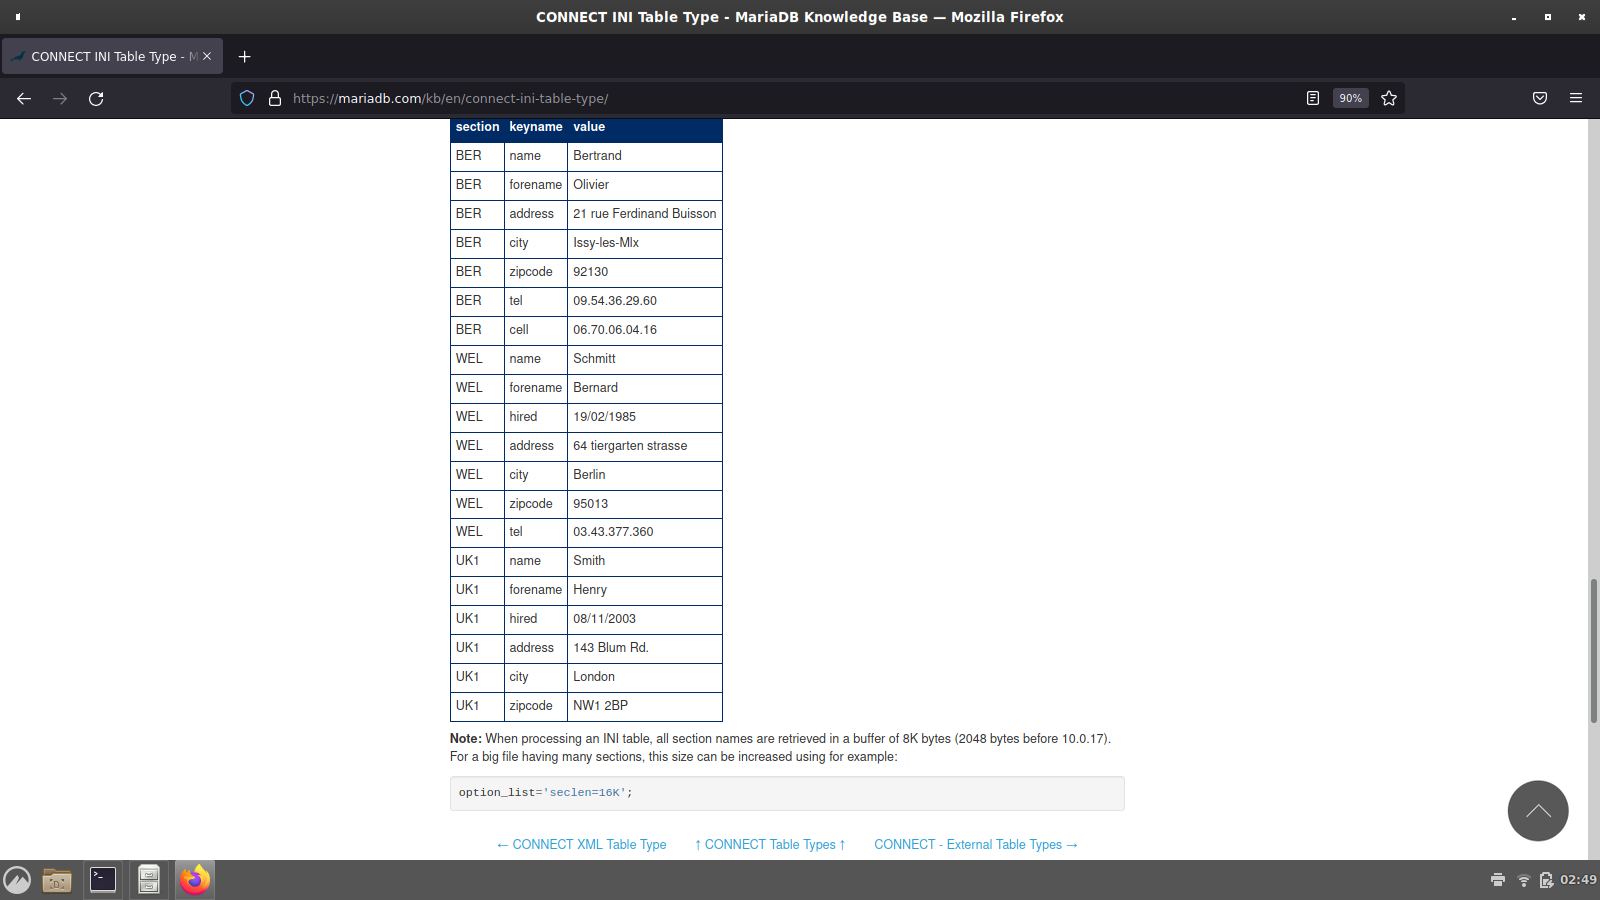 CONNECT INI Table Type - MariaDB Knowledge Base — Mozilla Firefox
CONNECT INI Table Type - M
https://mariadb.com/kb/en/connect-ini-table-type/
90%
section keyname value
BER name Bertrand
BER forename Olivier
BER address 21 rue Ferdinand Buisson
BER city Issy-les-Mlx
BER zipcode 92130
BER tel 09.54.36.29.60
BER cell 06.70.06.04.16
WEL name Schmitt
WEL forename Bernard
WEL hired 19/02/1985
WEL address 64 tiergarten strasse
WEL city Berlin
WEL zipcode 95013
WEL tel 03.43.377.360
UK1 name Smith
UK1 forename Henry
UK1 hired 08/11/2003
UK1 address 143 Blum Rd.
UK1 city London
UK1 zipcode NW1 2BP
Note: When processing an INI table, all section names are retrieved in a buffer of 8K bytes (2048 bytes before 10.0.17).
For a big file having many sections, this size can be increased using for example:
option_list='seclen=16K';
← CONNECT XML Table Type ↑ CONNECT Table Types ↑ CONNECT - External Table Types →
02:49